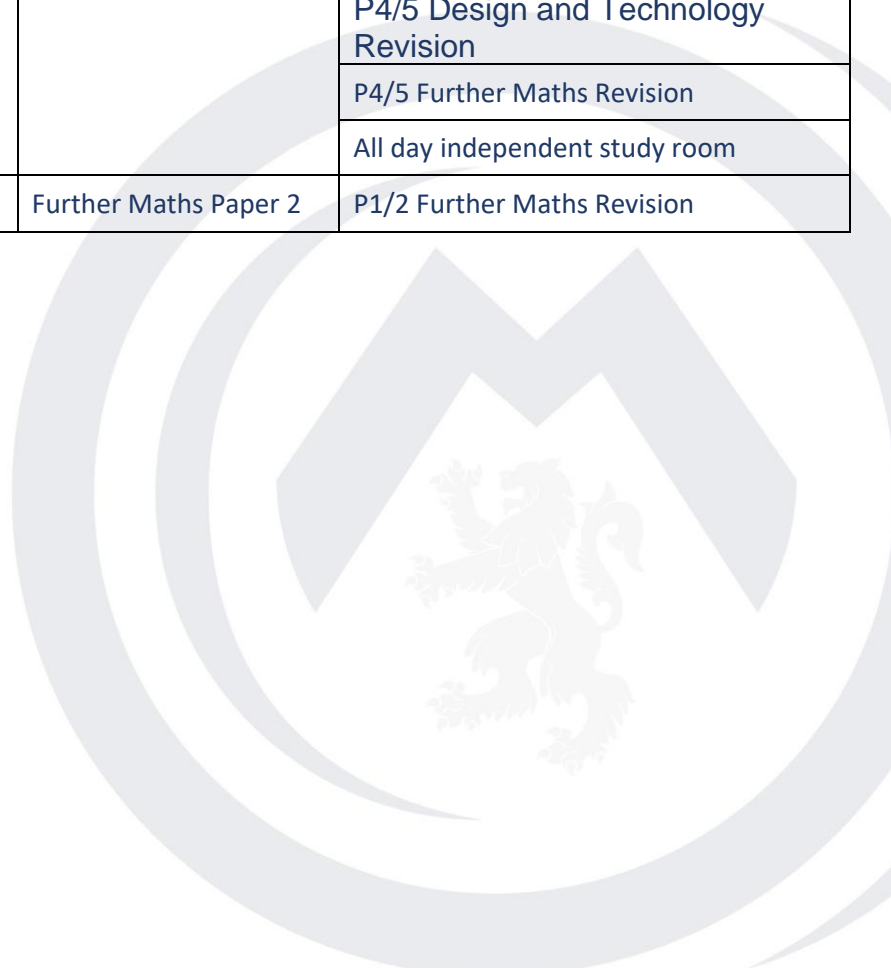 P4/5 Design and Technology
Revision
P4/5 Further Maths Revision
All day independent study room
Further Maths Paper 2 P1/2 Further Maths Revision